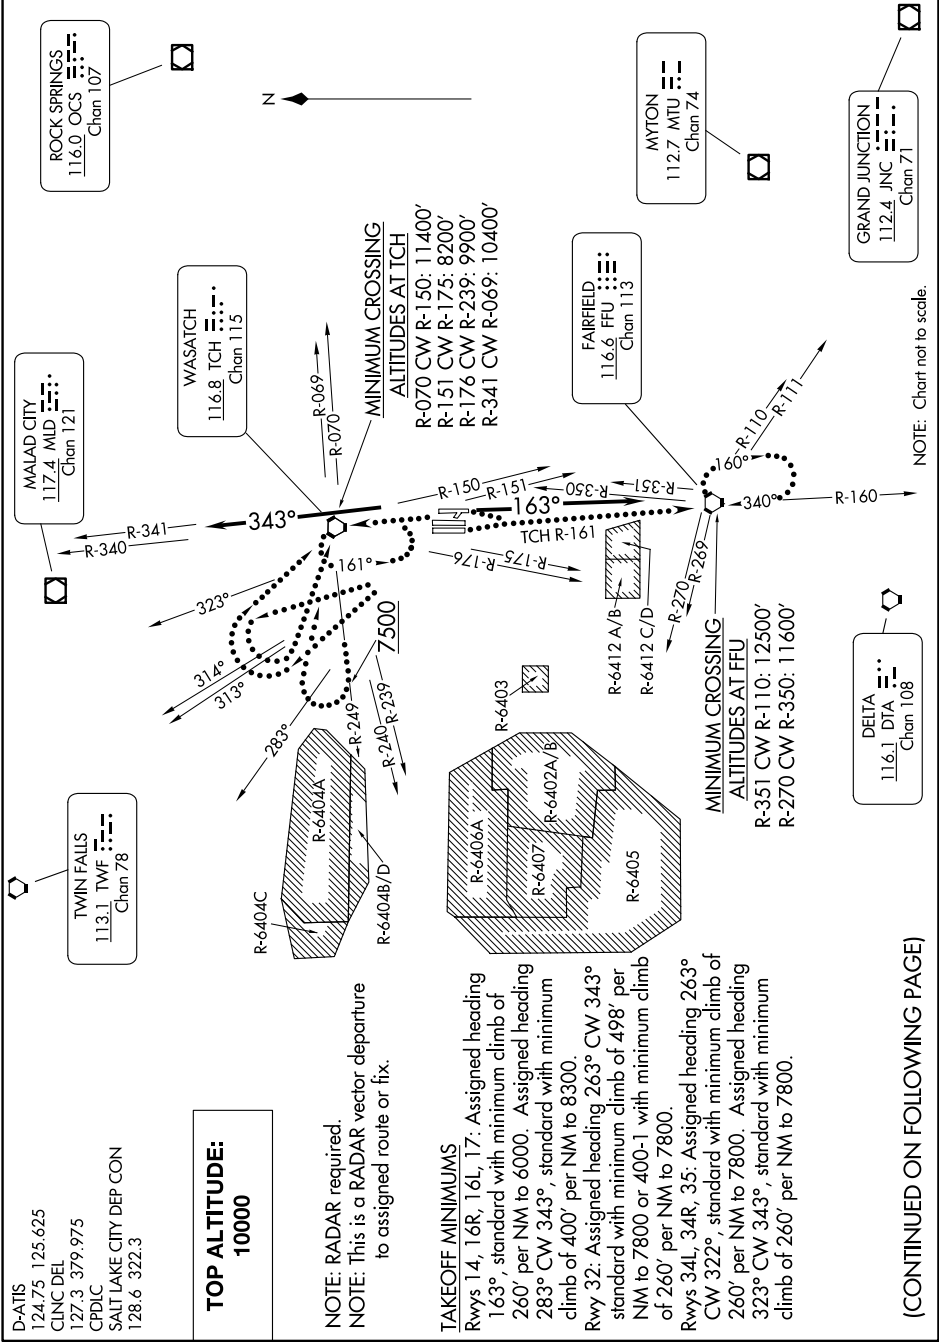 D-ATIS
124.75 125.625
CLNC DEL
127.3 379.975
CPDLC
SALT LAKE CITY DEP CON
128.6 322.3
TOP ALTITUDE:
10000
NOTE: RADAR required.
NOTE: This is a RADAR vector departure
to assigned route or fix.
TAKEOFF MINIMUMS
Rwys 14, 16R, 16L, 17: Assigned heading
163°, standard with minimum climb of
260' per NM to 6000. Assigned heading
283° CW 343°, standard with minimum
climb of 400' per NM to 8300.
Rwy 32: Assigned heading 263° CW 343°
standard with minimum climb of 498' per
NM to 7800 or 400-1 with minimum climb
of 260' per NM to 7800.
Rwys 34L, 34R, 35: Assigned heading 263°
CW 322°, standard with minimum climb of
260' per NM to 7800. Assigned heading
323° CW 343°, standard with minimum
climb of 260' per NM to 7800.
(CONTINUED ON FOLLOWING PAGE)
TWIN FALLS
113.1 TWF
Chan 78
MALAD CITY
117.4 MLD
Chan 121
WASATCH
116.8 TCH
Chan 115
ROCK SPRINGS
116.0 OCS
Chan 107
N
R-341
R-340
343°
323°
314°
313°
283°
161°
R-069
R-070
R-249
7500
R-240
R-239
R-150
R-151
R-176
R-175
163°
TCH R-161
R-350
R-351
MINIMUM CROSSING
ALTITUDES AT TCH
R-070 CW R-150: 11400'
R-151 CW R-175: 8200'
R-176 CW R-239: 9900'
R-341 CW R-069: 10400'
R-6404A
R-6404C
R-6404B/D
R-6406A
R-6402A/B
R-6407
R-6405
R-6403
R-6412 A/B
R-6412 C/D
FAIRFIELD
116.6 FFU
Chan 113
MYTON
112.7 MTU
Chan 74
160°
340°
R-110
R-111
R-160
R-270
R-269
MINIMUM CROSSING
ALTITUDES AT FFU
R-351 CW R-110: 12500'
R-270 CW R-350: 11600'
DELTA
116.1 DTA
Chan 108
GRAND JUNCTION
112.4 JNC
Chan 71
NOTE: Chart not to scale.